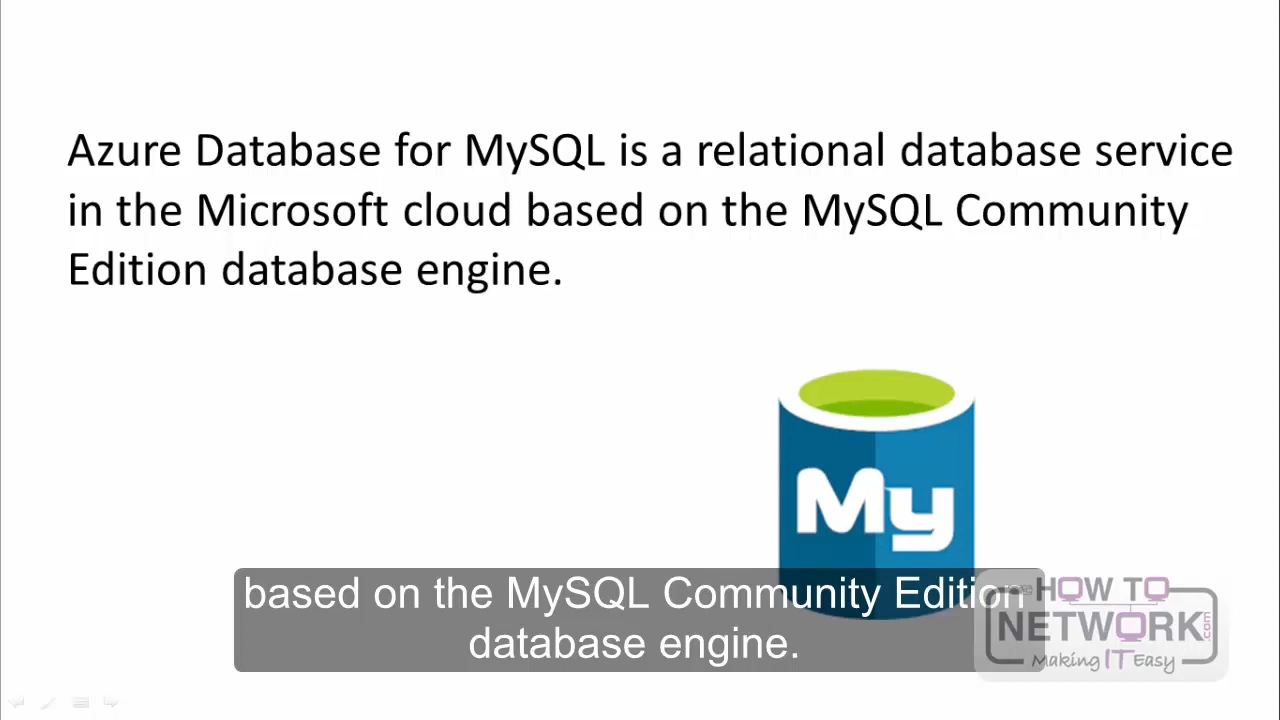 Azure Database for MySQL is a relational database service
in the Microsoft cloud based on the MySQL Community
Edition database engine.
My
based on the MySQL Community Edition
database engine.
HOW TO
NETWORK.com
Making IT Easy